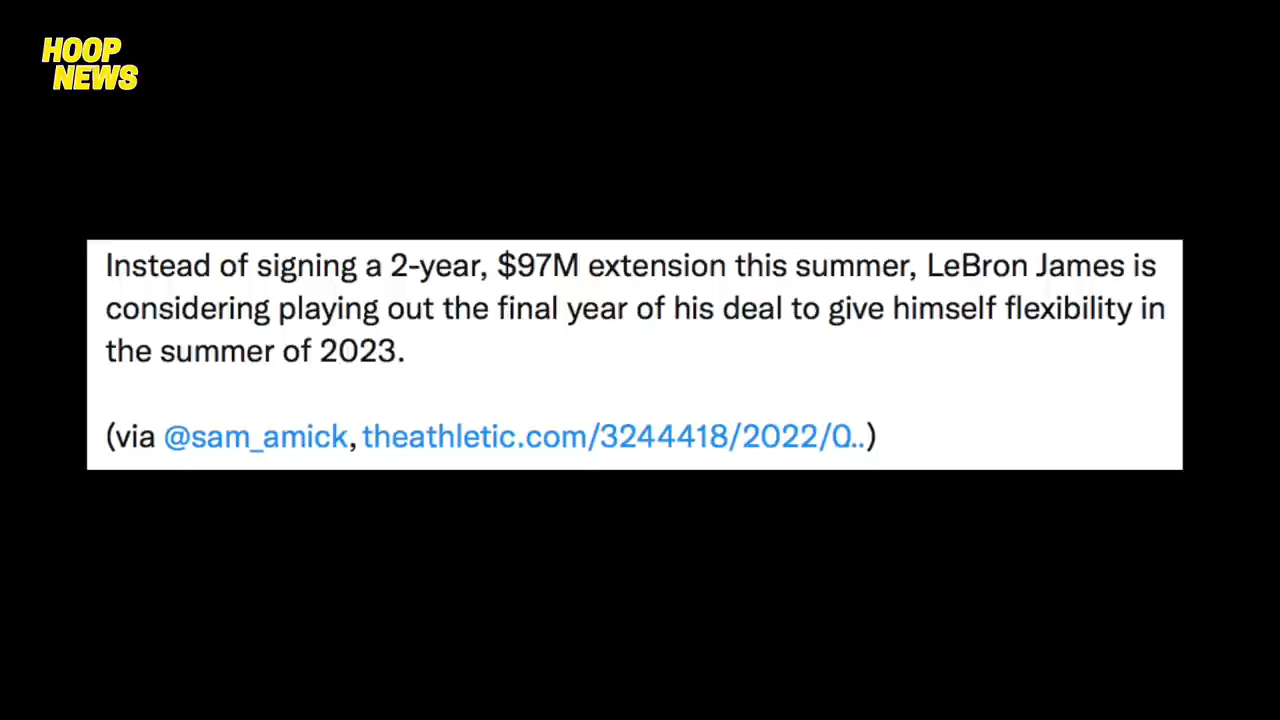 HOOP
NEWS
Instead of signing a 2-year, $97M extension this summer, LeBron James is
considering playing out the final year of his deal to give himself flexibility in
the summer of 2023.
(via @sam_amick, theathletic.com/3244418/2022/0..)